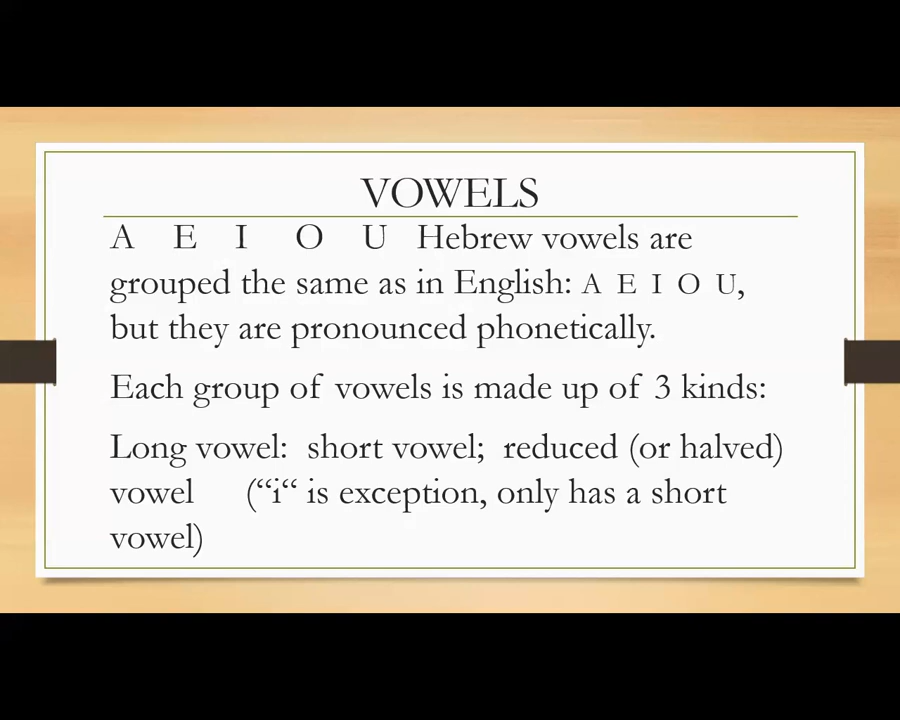 VOWELS
A E I O U Hebrew vowels are
grouped the same as in English: A E I O U,
but they are pronounced phonetically.
Each group of vowels is made up of 3 kinds:
Long vowel: short vowel; reduced (or halved)
vowel (“i“ is exception, only has a short
vowel)